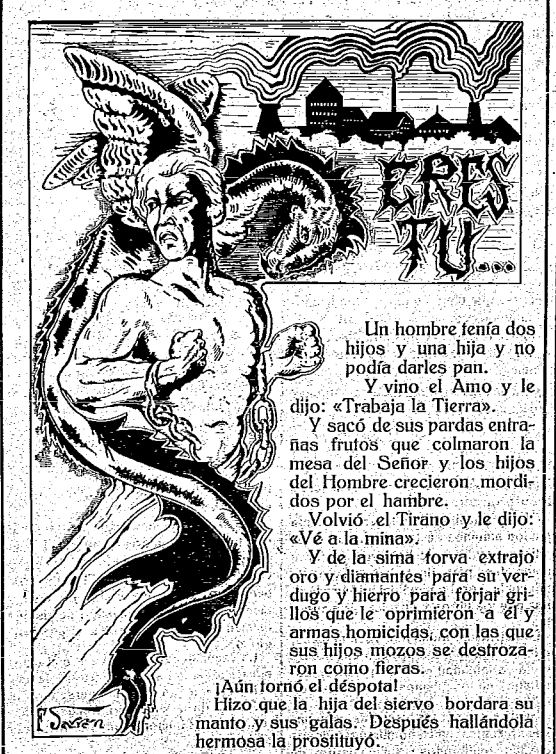 ERES
TU...
Un hombre tenía dos
hijos y una hija y no
podía darles pan.
Y vino el Amo y le
dijo: «Trabaja la Tierra».
Y sacó de sus pardas entra-
ñas frutos que colmaron la
mesa del Señor y los hijos
del Hombre crecieron mordi-
dos por el hambre.
Volvió el Tirano y le dijo:
«Vé a la mina».
Y de la sima torva extrajo
oro y diamantes para su ver-
dugo y hierro para forjar gri-
llos que le oprimieron a él y
armas homicidas, con las que
sus hijos mozos se destroza-
ron como fieras.
¡Aún tornó el déspota!
Hizo que la hija del siervo bordara su
manto y sus galas. Después hallándola
hermosa la prostituyó.